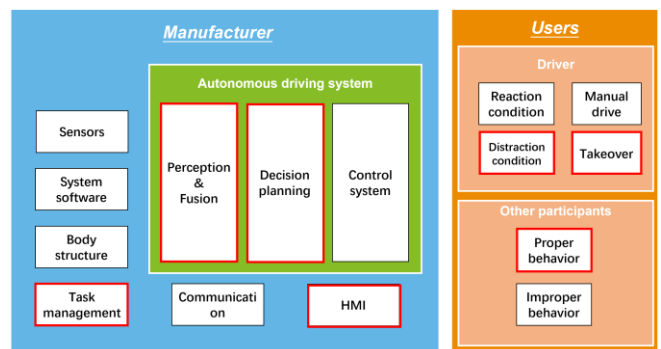 Manufacturer
Autonomous driving system
Sensors
System
software
Body
structure
Task
management
Perception
&
Fusion
Decision
planning
Control
system
Communicati
on
HMI
Users
Driver
Reaction
condition
Manual
drive
Distraction
condition
Takeover
Other participants
Proper
behavior
Improper
behavior